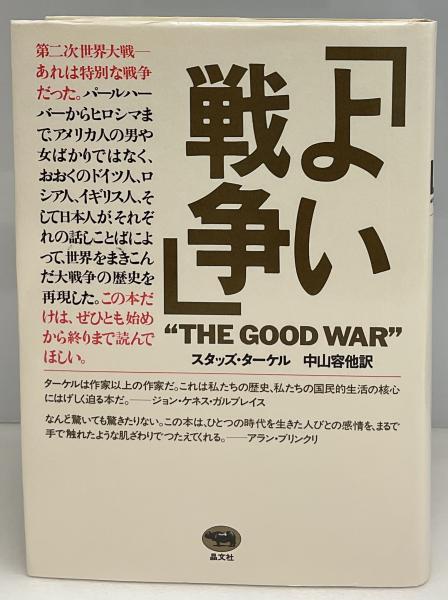 「よい
戦争」
第二次世界大戦―
あれは特別な戦争
だった。パールハー
バーからヒロシマま
で、アメリカ人の男や
女ばかりではなく、
おおくのドイツ人、ロ
シア人、イギリス人、そ
して日本人が、それぞ
れの話しことばによ
って、世界をまきこん
だ大戦争の歴史を
再現した。この本だ
けは、ぜひとも始め
から終りまで読んで
ほしい。
“THE GOOD WAR”
スタッズ・ターケル 中山容他訳
ターケルは作家以上の作家だ。これは私たちの歴史、私たちの国民的生活の核心
にはげしく迫る本だ。――ジョン・ケネス・ガルブレイス
なんど驚いても驚きたりない。この本は、ひとつの時代を生きた人びとの感情を、まるで
手で触れたような肌ざわりでつたえてくれる。――アラン・ブリンクリ
晶文社